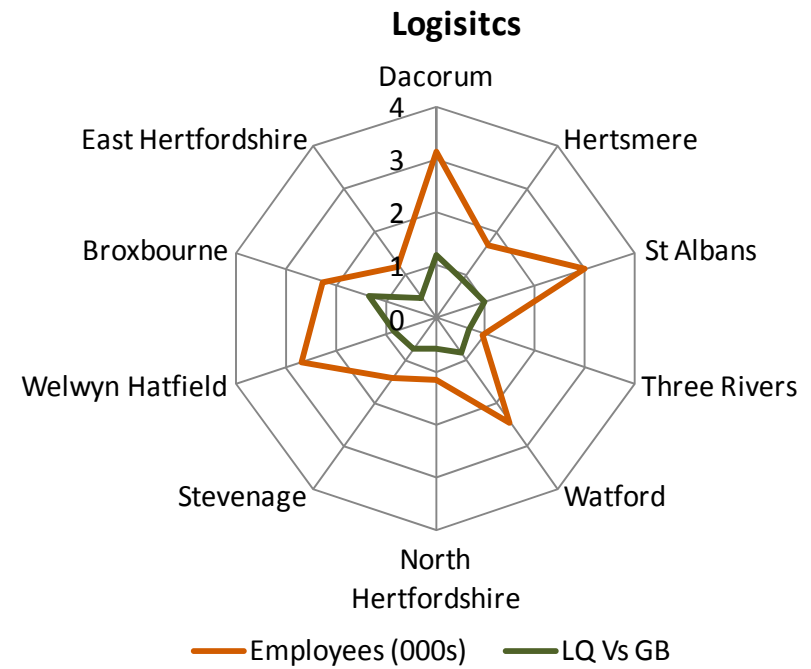 Logisitcs
Dacorum
4
East Hertfordshire
Hertsmere
3
2
Broxbourne
St Albans
1
0
Welwyn Hatfield
Three Rivers
Stevenage
Watford
North
Hertfordshire
Employees (000s)
LQ Vs GB